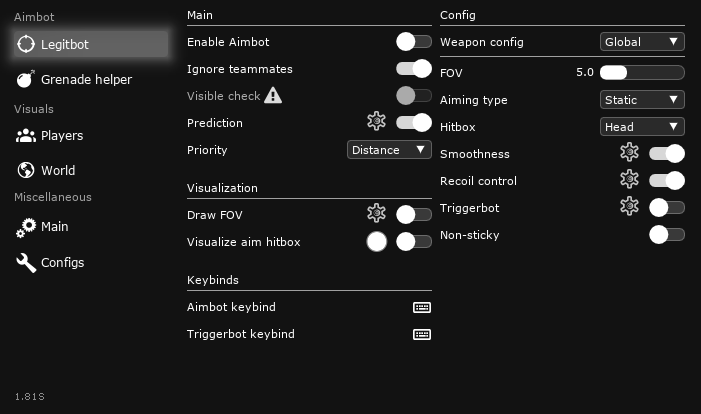 Aimbot
Legitbot
Grenade helper
Visuals
Players
World
Miscellaneous
Main
Configs
1.81S
Main
Enable Aimbot
Ignore teammates
Visible check
Prediction
Priority Distance
Visualization
Draw FOV
Visualize aim hitbox
Keybinds
Aimbot keybind
Triggerbot keybind
Config
Weapon config Global
FOV 5.0
Aiming type Static
Hitbox Head
Smoothness
Recoil control
Triggerbot
Non-sticky